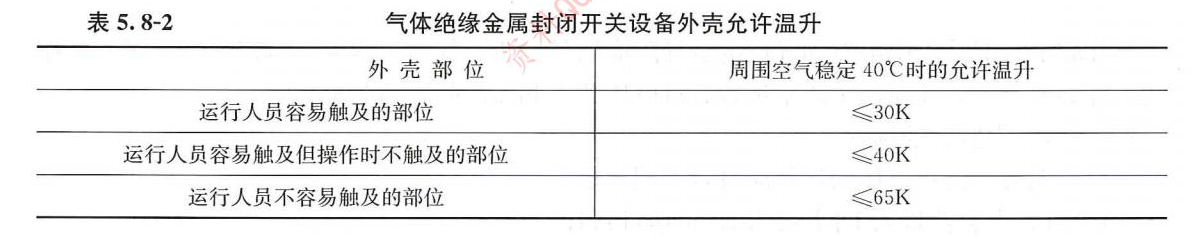 表 5.8-2 气体绝缘金属封闭开关设备外壳允许温升
外 壳 部 位 周围空气稳定 40℃时的允许温升
运行人员容易触及的部位 ≤30K
运行人员容易触及但操作时不触及的部位 ≤40K
运行人员不容易触及的部位 ≤65K